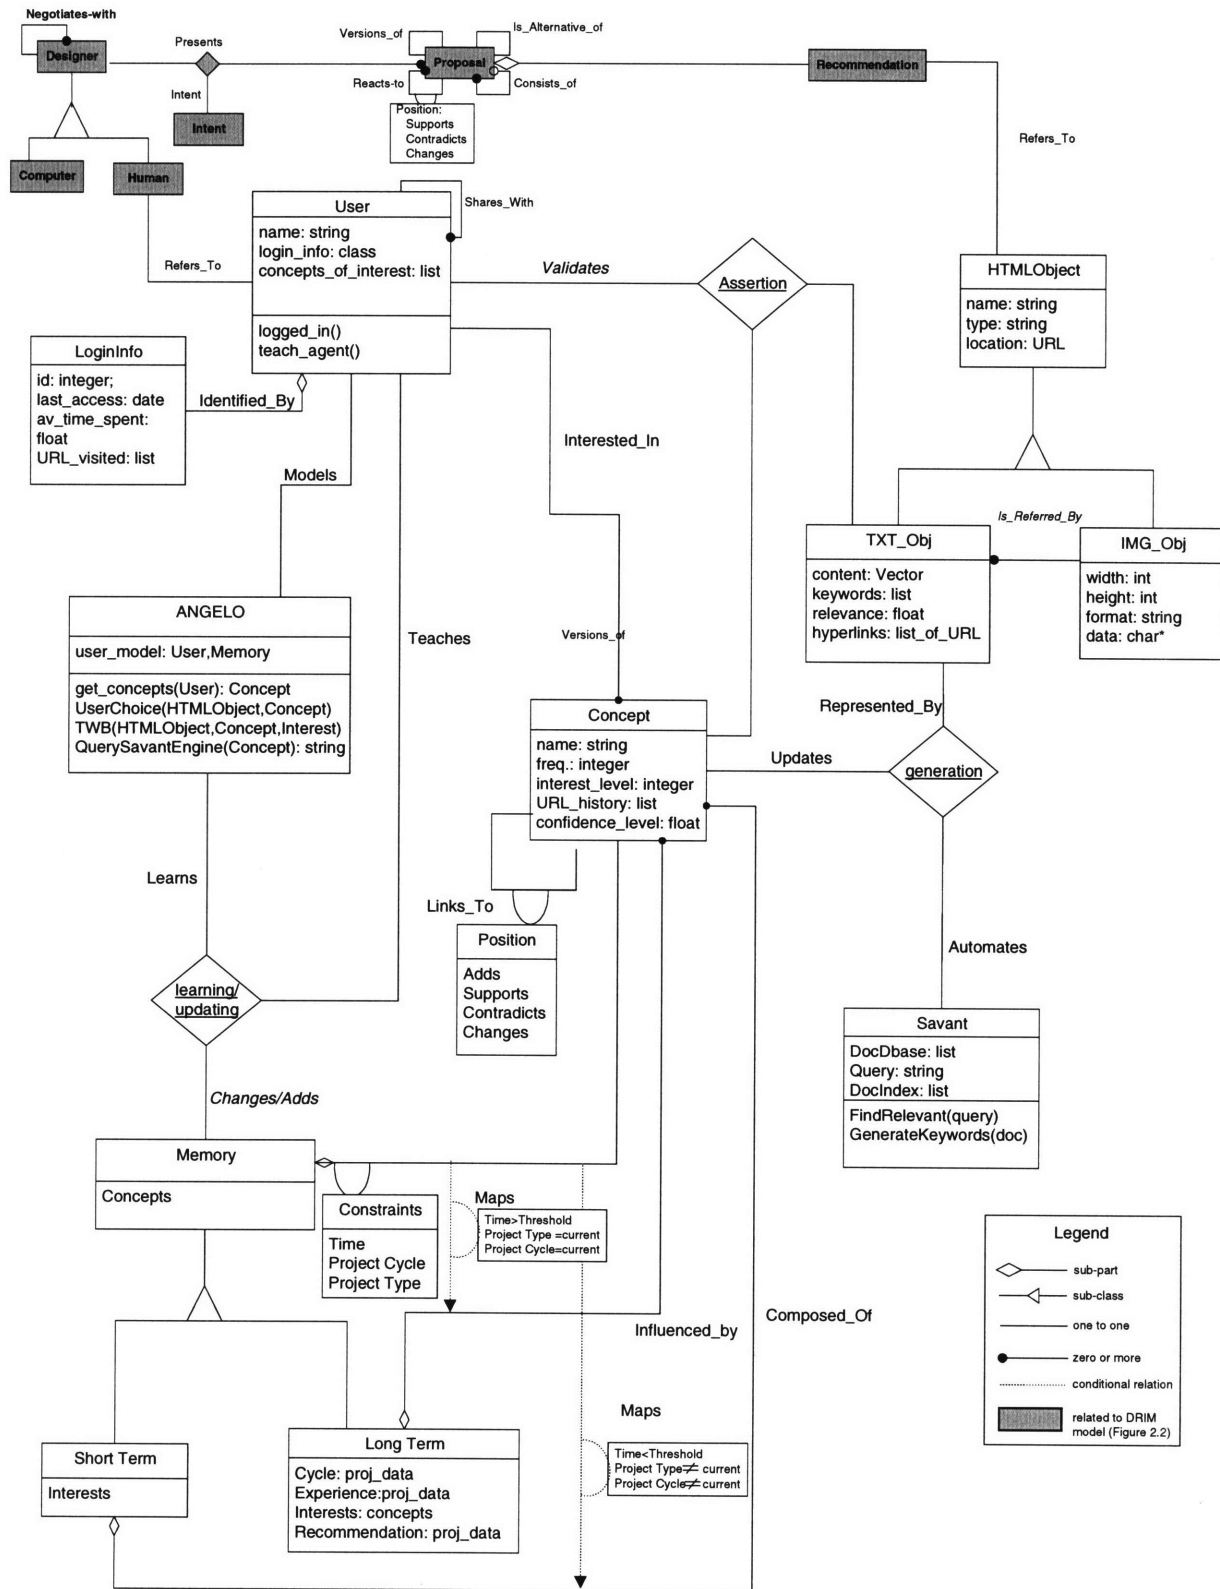 Negotiates-with
Designer
Presents
Intent
Intent
Computer
Human
Versions_of
Is_Alternative_of
Proposal
Reacts-to
Consists_of
Position:
Supports
Contradicts
Changes
Recommendation
Refers_To
Refers_To
User
name: string
login_info: class
concepts_of_interest: list
logged_in()
teach_agent()
Shares_With
Validates
Assertion
HTMLObject
name: string
type: string
location: URL
LoginInfo
id: integer;
last_access: date
av_time_spent:
float
URL_visited: list
Identified_By
Models
Interested_In
Teaches
Versions_of
Is_Referred_By
TXT_Obj
content: Vector
keywords: list
relevance: float
hyperlinks: list_of_URL
IMG_Obj
width: int
height: int
format: string
data: char*
ANGELO
user_model: User,Memory
get_concepts(User): Concept
UserChoice(HTMLObject,Concept)
TWB(HTMLObject,Concept,Interest)
QuerySavantEngine(Concept): string
Concept
name: string
freq.: integer
interest_level: integer
URL_history: list
confidence_level: float
Represented_By
Updates
generation
Learns
Links_To
Position
Adds
Supports
Contradicts
Changes
Automates
learning/
updating
Changes/Adds
Savant
DocDbase: list
Query: string
DocIndex: list
FindRelevant(query)
GenerateKeywords(doc)
Memory
Concepts
Constraints
Time
Project Cycle
Project Type
Maps
Time>Threshold
Project Type =current
Project Cycle=current
Influenced_by
Composed_Of
Maps
Time<Threshold
Project Type≠ current
Project Cycle≠ current
Short Term
Interests
Long Term
Cycle: proj_data
Experience:proj_data
Interests: concepts
Recommendation: proj_data
Legend
sub-part
sub-class
one to one
zero or more
conditional relation
related to DRIM
model (Figure 2.2)